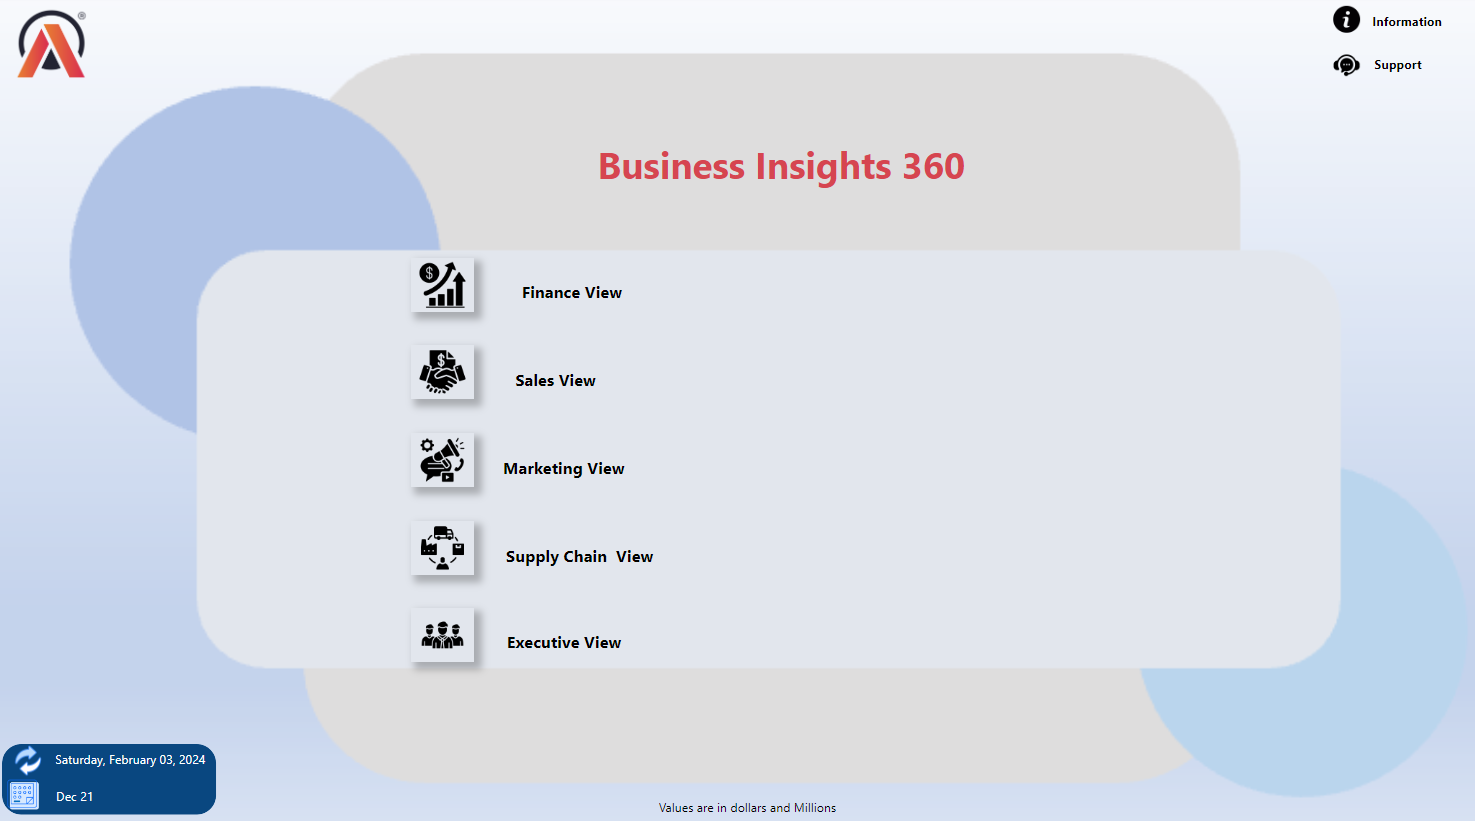 ®
Information
Support
Business Insights 360
Finance View
Sales View
Marketing View
Supply Chain  View
Executive View
Saturday, February 03, 2024
Dec 21
Values are in dollars and Millions